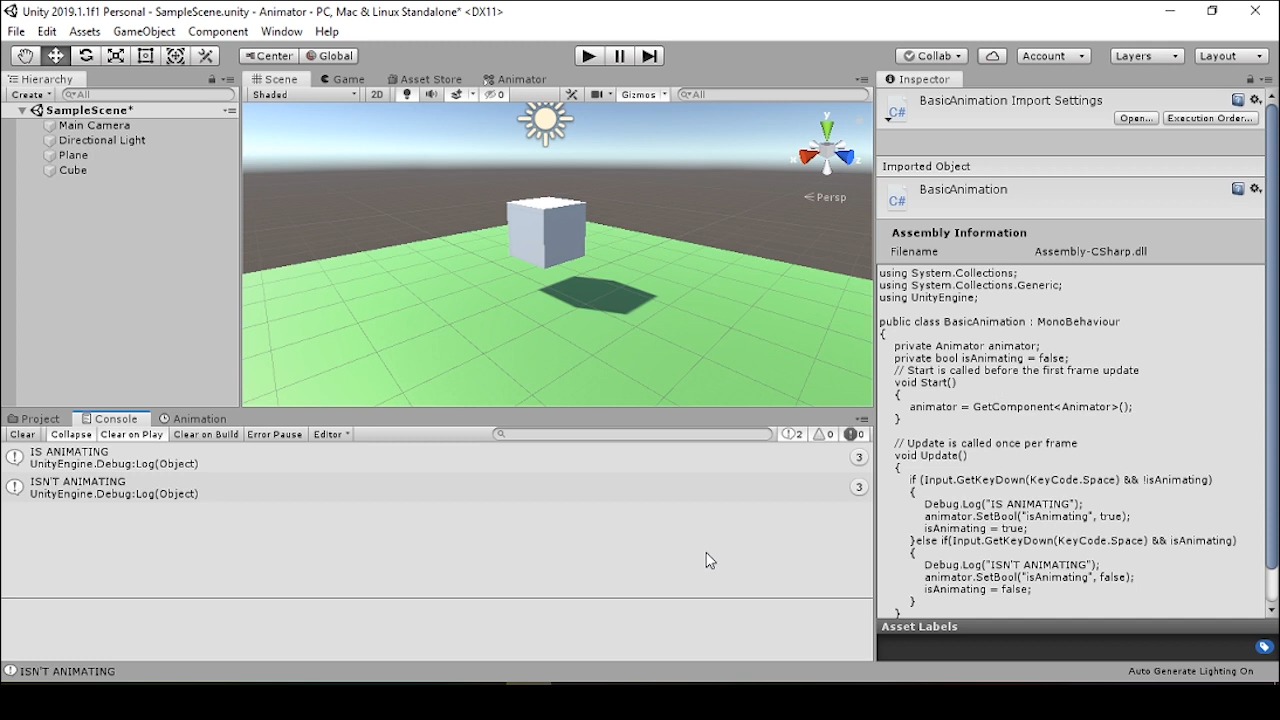 Unity 2019.1.1f1 Personal - SampleScene.unity - Animator - PC, Mac & Linux Standalone* <DX11>
File Edit Assets GameObject Component Window Help
Center Global Collab Account Layers Layout
Hierarchy
Create All
SampleScene*
Main Camera
Directional Light
Plane
Cube
Scene Game Asset Store Animator
Shaded 2D 0 Gizmos All
y
x
z
Persp
Inspector
C#
BasicAnimation Import Settings
Open... Execution Order...
Imported Object
C#
BasicAnimation
Assembly Information
Filename Assembly-CSharp.dll
using System.Collections;
using System.Collections.Generic;
using UnityEngine;
public class BasicAnimation : MonoBehaviour
{
private Animator animator;
private bool isAnimating = false;
// Start is called before the first frame update
void Start()
{
animator = GetComponent<Animator>();
}
// Update is called once per frame
void Update()
{
if (Input.GetKeyDown(KeyCode.Space) && !isAnimating)
{
Debug.Log("IS ANIMATING");
animator.SetBool("isAnimating", true);
isAnimating = true;
}else if(Input.GetKeyDown(KeyCode.Space) && isAnimating)
{
Debug.Log("ISN'T ANIMATING");
animator.SetBool("isAnimating", false);
isAnimating = false;
}
}
Asset Labels
Project Console Animation
Clear Collapse Clear on Play Clear on Build Error Pause Editor 2 0 0
IS ANIMATING
UnityEngine.Debug:Log(Object) 3
ISN'T ANIMATING
UnityEngine.Debug:Log(Object) 3
ISN'T ANIMATING
Auto Generate Lighting On